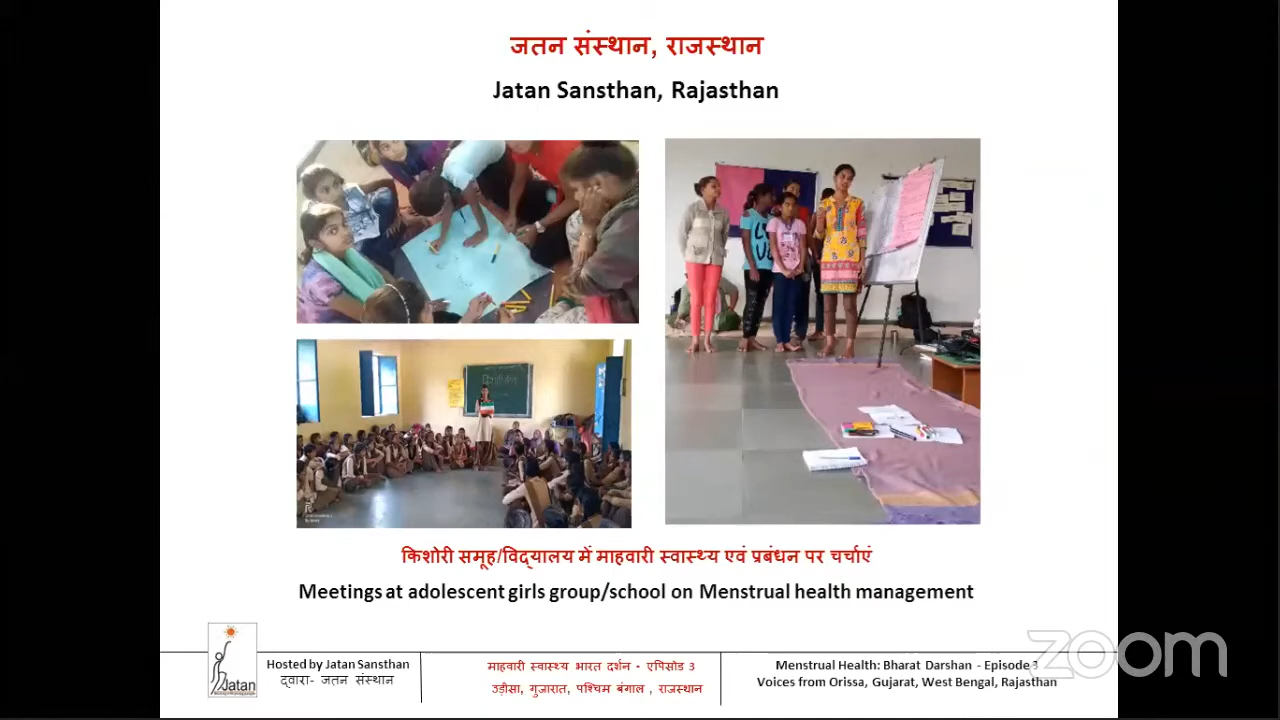 जतन संस्थान, राजस्थान
Jatan Sansthan, Rajasthan
किशोरी समूह/विद्यालय में माहवारी स्वास्थ्य एवं प्रबंधन पर चर्चाएं
Meetings at adolescent girls group/school on Menstrual health management
Jatan
Hosted by Jatan Sansthan
द्वारा- जतन संस्थान
माहवारी स्वास्थ्य भारत दर्शन - एपिसोड 3
उड़ीसा, गुजारात, पश्चिम बंगाल , राजस्थान
Menstrual Health: Bharat Darshan - Episode 3
Voices from Orissa, Gujarat, West Bengal, Rajasthan
zoom